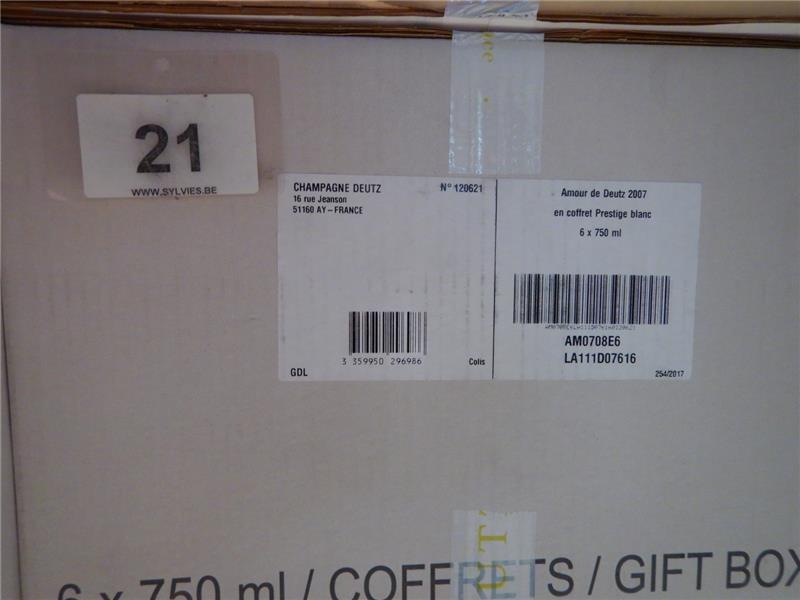 21
WWW.SYLVIES.BE
CHAMPAGNE DEUTZ N° 120621
16 rue Jeanson
51160 AY – FRANCE
3 359950 296986
GDL Colis
Amour de Deutz 2007
en coffret Prestige blanc
6 x 750 ml
AM0708E6
LA111D07616
254/2017
6 x 750 ml / COFFRETS / GIFT BOX